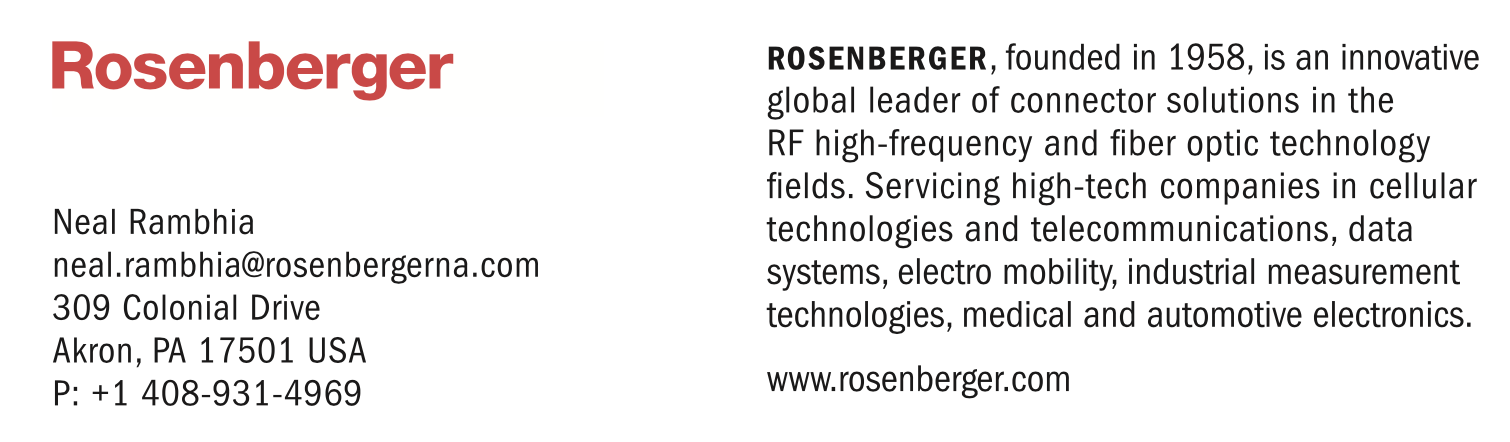 Rosenberger
Neal Rambhia
neal.rambhia@rosenbergerna.com
309 Colonial Drive
Akron, PA 17501 USA
P: +1 408-931-4969
ROSENBERGER, founded in 1958, is an innovative
global leader of connector solutions in the
RF high-frequency and fiber optic technology
fields. Servicing high-tech companies in cellular
technologies and telecommunications, data
systems, electro mobility, industrial measurement
technologies, medical and automotive electronics.
www.rosenberger.com